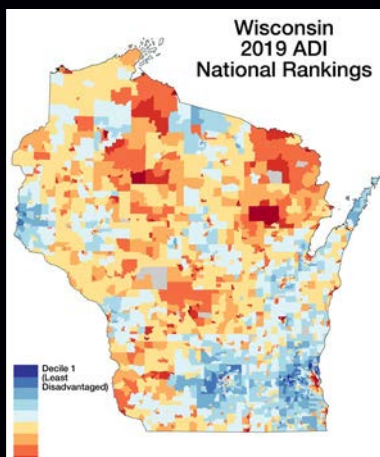 Wisconsin
2019 ADI
National Rankings
Decile 1
(Least
Disadvantaged)